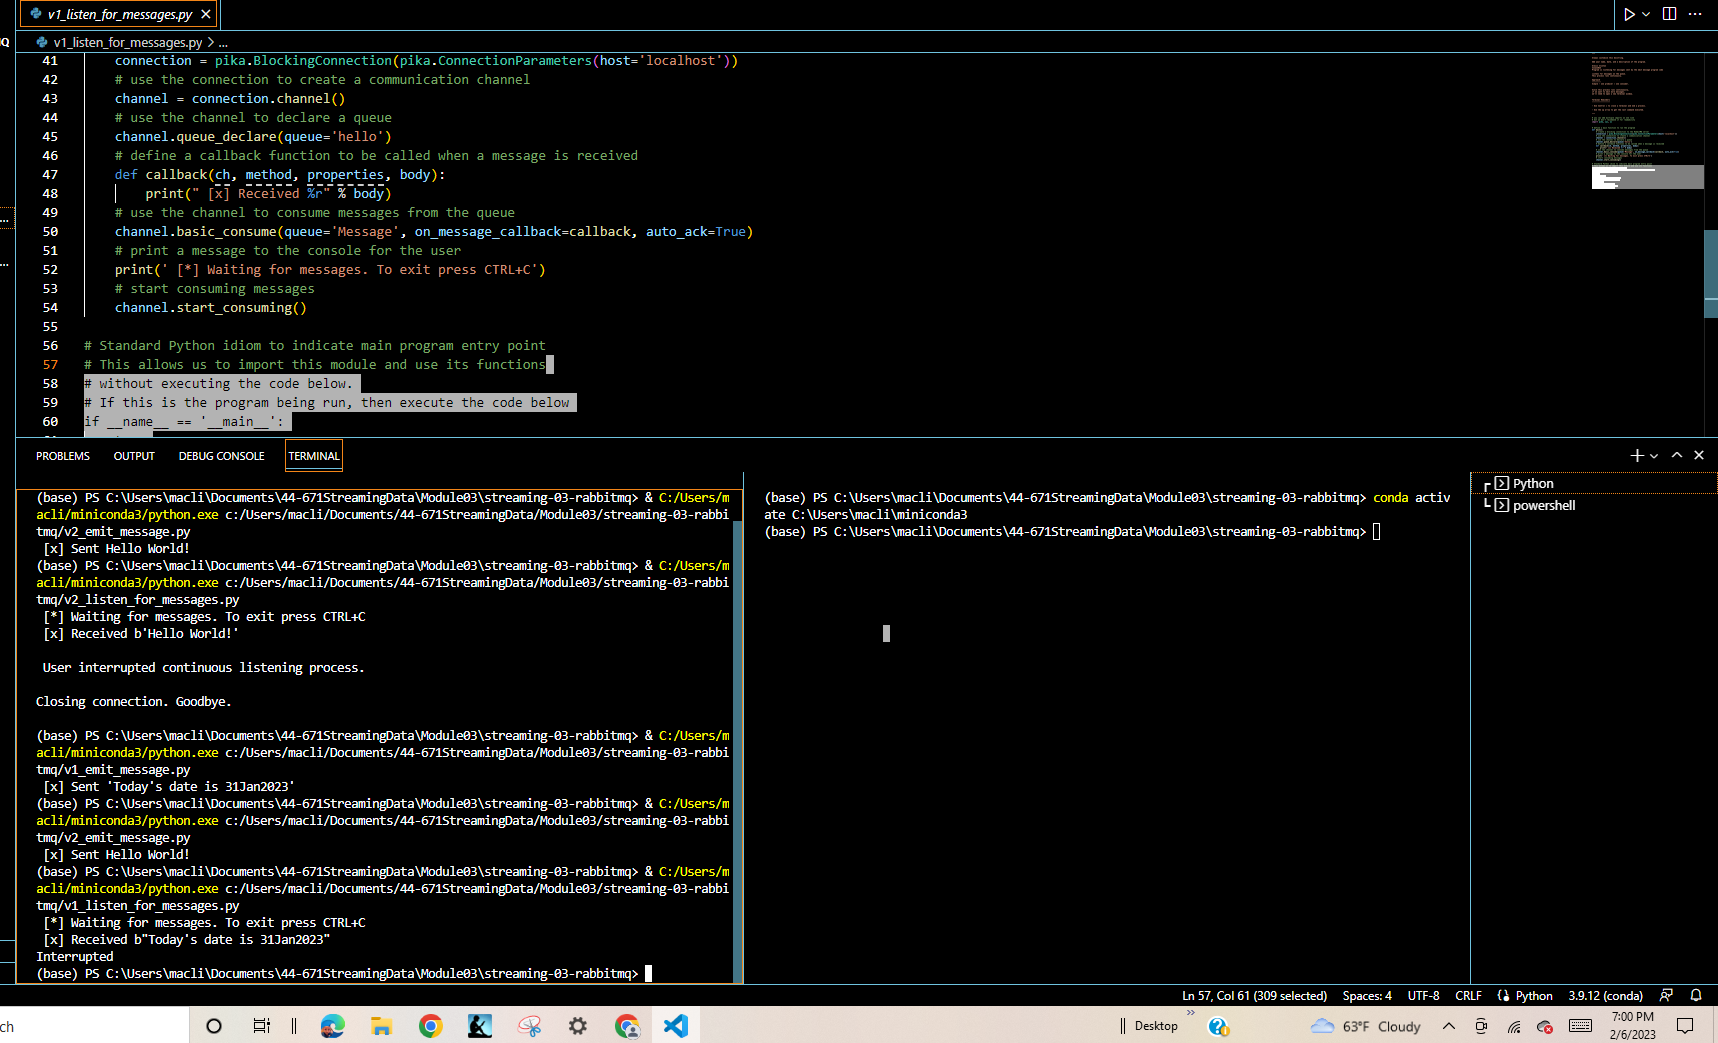 v1_listen_for_messages.py
Q
v1_listen_for_messages.py > ...
41 connection = pika.BlockingConnection(pika.ConnectionParameters(host='localhost'))
42 # use the connection to create a communication channel
43 channel = connection.channel()
44 # use the channel to declare a queue
45 channel.queue_declare(queue='hello')
46 # define a callback function to be called when a message is received
47 def callback(ch, method, properties, body):
48 print(" [x] Received %r" % body)
49 # use the channel to consume messages from the queue
50 channel.basic_consume(queue='Message', on_message_callback=callback, auto_ack=True)
51 # print a message to the console for the user
52 print(' [*] Waiting for messages. To exit press CTRL+C')
53 # start consuming messages
54 channel.start_consuming()
55
56 # Standard Python idiom to indicate main program entry point
57 # This allows us to import this module and use its functions
58 # without executing the code below.
59 # If this is the program being run, then execute the code below
60 if __name__ == '__main__':
PROBLEMS OUTPUT DEBUG CONSOLE TERMINAL
(base) PS C:\Users\macli\Documents\44-671StreamingData\Module03\streaming-03-rabbitmq> & C:/Users/m
acli/miniconda3/python.exe c:/Users/macli/Documents/44-671StreamingData/Module03/streaming-03-rabbi
tmq/v2_emit_message.py
[x] Sent Hello World!
(base) PS C:\Users\macli\Documents\44-671StreamingData\Module03\streaming-03-rabbitmq> & C:/Users/m
acli/miniconda3/python.exe c:/Users/macli/Documents/44-671StreamingData/Module03/streaming-03-rabbi
tmq/v2_listen_for_messages.py
[*] Waiting for messages. To exit press CTRL+C
[x] Received b'Hello World!'
User interrupted continuous listening process.
Closing connection. Goodbye.
(base) PS C:\Users\macli\Documents\44-671StreamingData\Module03\streaming-03-rabbitmq> & C:/Users/m
acli/miniconda3/python.exe c:/Users/macli/Documents/44-671StreamingData/Module03/streaming-03-rabbi
tmq/v1_emit_message.py
[x] Sent 'Today's date is 31Jan2023'
(base) PS C:\Users\macli\Documents\44-671StreamingData\Module03\streaming-03-rabbitmq> & C:/Users/m
acli/miniconda3/python.exe c:/Users/macli/Documents/44-671StreamingData/Module03/streaming-03-rabbi
tmq/v2_emit_message.py
[x] Sent Hello World!
(base) PS C:\Users\macli\Documents\44-671StreamingData\Module03\streaming-03-rabbitmq> & C:/Users/m
acli/miniconda3/python.exe c:/Users/macli/Documents/44-671StreamingData/Module03/streaming-03-rabbi
tmq/v1_listen_for_messages.py
[*] Waiting for messages. To exit press CTRL+C
[x] Received b"Today's date is 31Jan2023"
Interrupted
(base) PS C:\Users\macli\Documents\44-671StreamingData\Module03\streaming-03-rabbitmq>
(base) PS C:\Users\macli\Documents\44-671StreamingData\Module03\streaming-03-rabbitmq> conda activ
ate C:\Users\macli\miniconda3
(base) PS C:\Users\macli\Documents\44-671StreamingData\Module03\streaming-03-rabbitmq>
Python
powershell
Ln 57, Col 61 (309 selected) Spaces: 4 UTF-8 CRLF Python 3.9.12 (conda)
ch
Desktop
63°F Cloudy
7:00 PM
2/6/2023